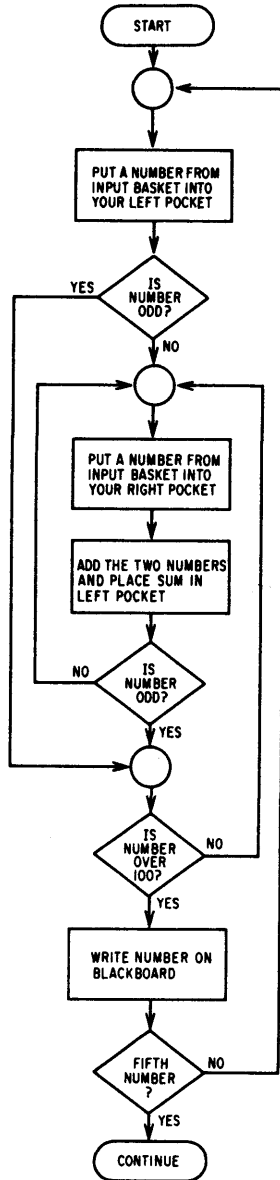 START
PUT A NUMBER FROM
INPUT BASKET INTO
YOUR LEFT POCKET
IS
NUMBER
ODD?
YES
NO
PUT A NUMBER FROM
INPUT BASKET INTO
YOUR RIGHT POCKET
ADD THE TWO NUMBERS
AND PLACE SUM IN
LEFT POCKET
IS
NUMBER
ODD?
NO
YES
IS
NUMBER
OVER
100?
NO
YES
WRITE NUMBER ON
BLACKBOARD
FIFTH
NUMBER
?
NO
YES
CONTINUE